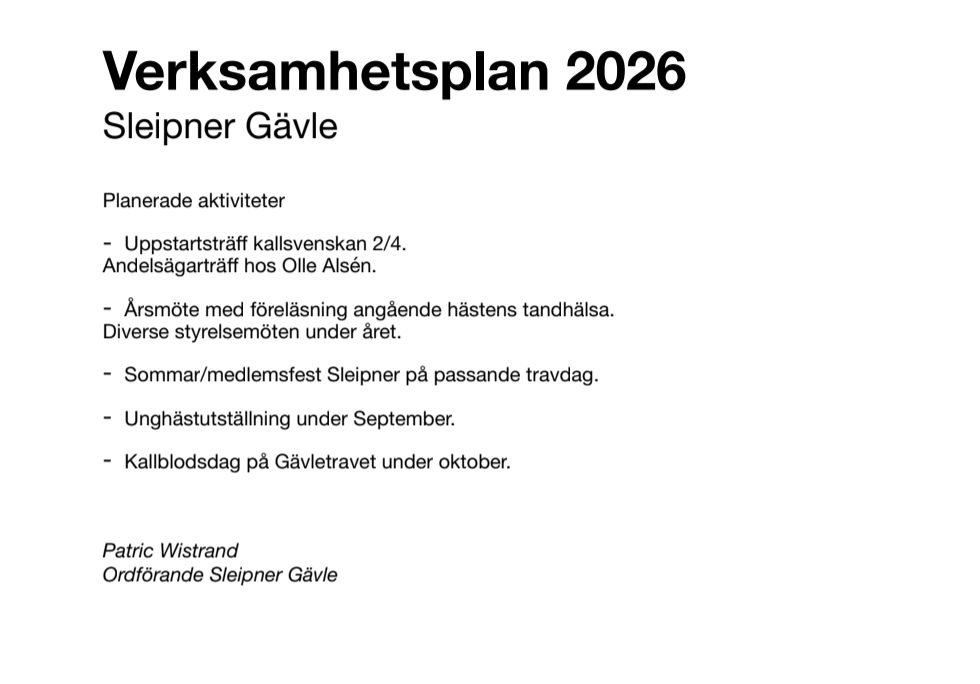 Verksamhetsplan 2026
Sleipner Gävle
Planerade aktiviteter
- Uppstartsträff kallsvenskan 2/4.
Andelsägarträff hos Olle Alsén.
- Årsmöte med föreläsning angående hästens tandhälsa.
Diverse styrelsemöten under året.
- Sommar/medlemsfest Sleipner på passande travdag.
- Unghästutställning under September.
- Kallblodsdag på Gävletravet under oktober.
Patric Wistrand
Ordförande Sleipner Gävle